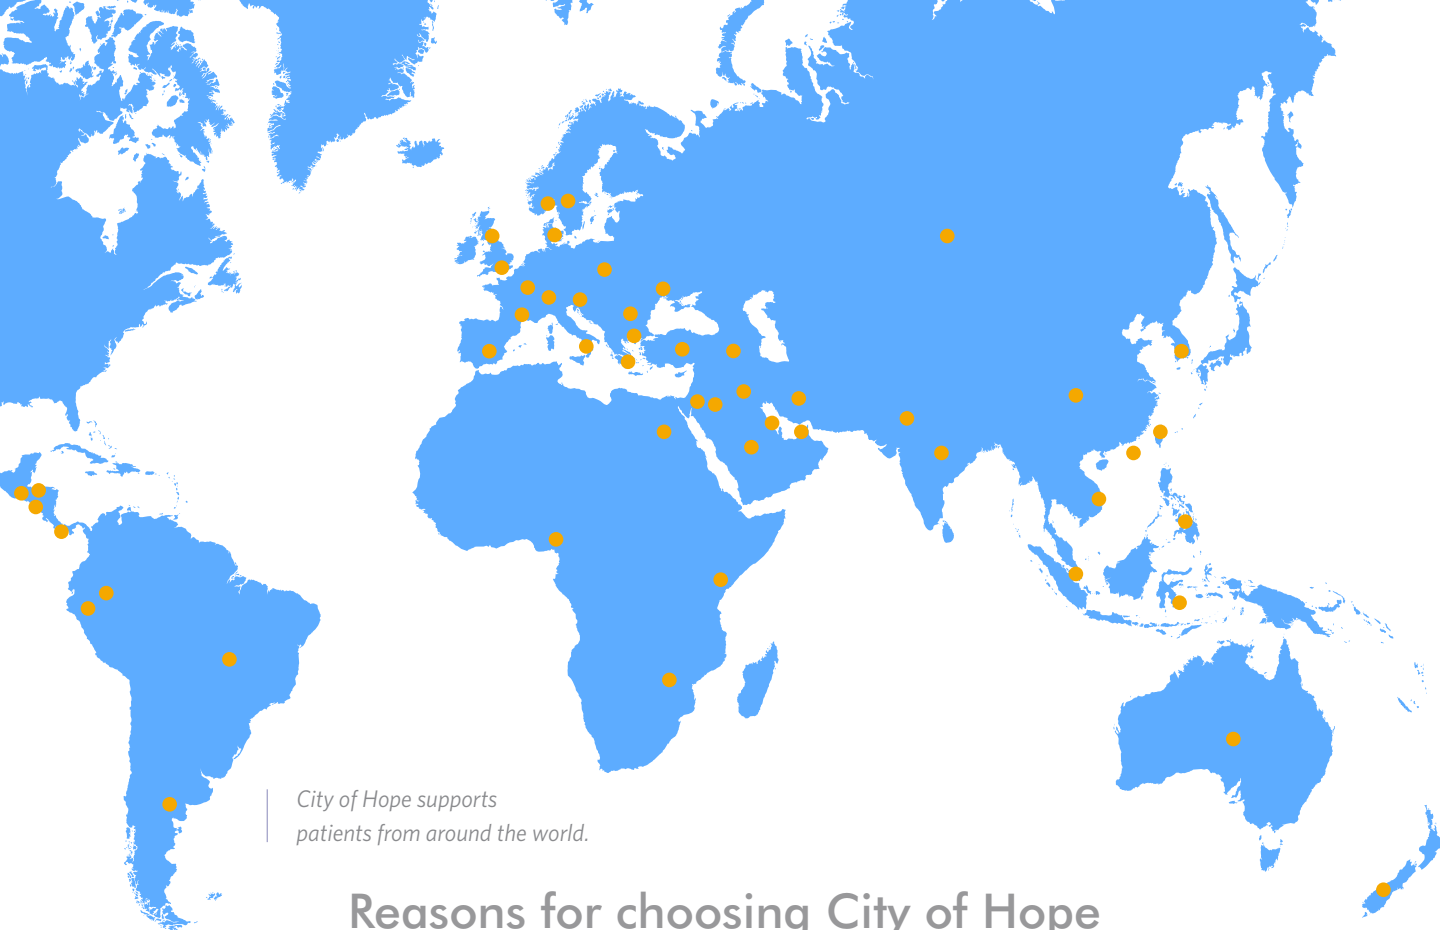 City of Hope supports
patients from around the world.
Reasons for choosing City of Hope